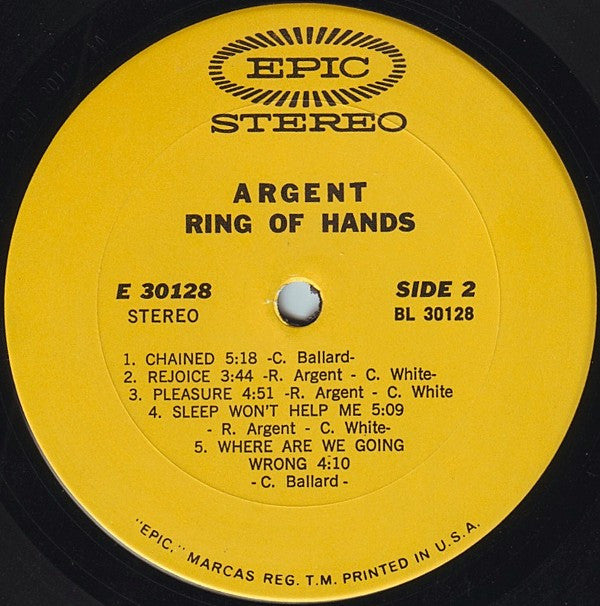 EPIC
STEREO
ARGENT
RING OF HANDS
E 30128
STEREO
SIDE 2
BL 30128
1. CHAINED 5:18 -C. Ballard-
2. REJOICE 3:44 -R. Argent - C. White-
3. PLEASURE 4:51 -R. Argent - C. White
4. SLEEP WON'T HELP ME 5:09
- R. Argent - C. White-
5. WHERE ARE WE GOING
WRONG 4:10
- C. Ballard -
"EPIC," MARCAS REG. T.M. PRINTED IN U.S.A.